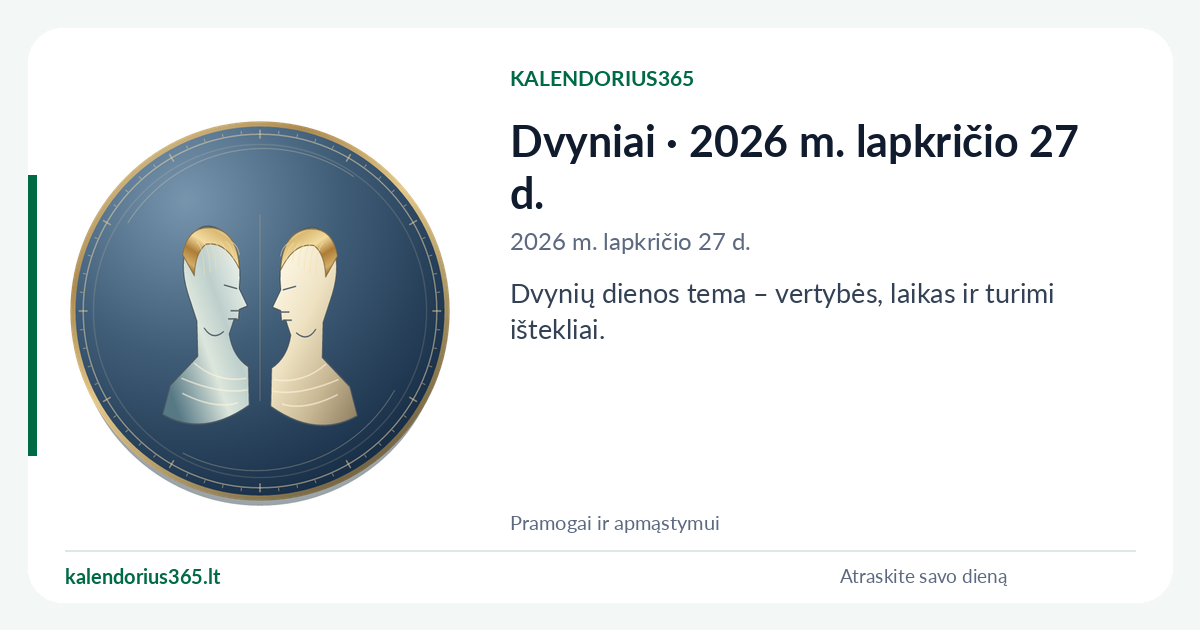 KALENDORIUS365
Dvyniai · 2026 m. lapkričio 27
d.
2026 m. lapkričio 27 d.
Dvynių dienos tema – vertybės, laikas ir turimi
ištekliai.
Pramogai ir apmąstymui
kalendorius365.lt
Atraskite savo dieną